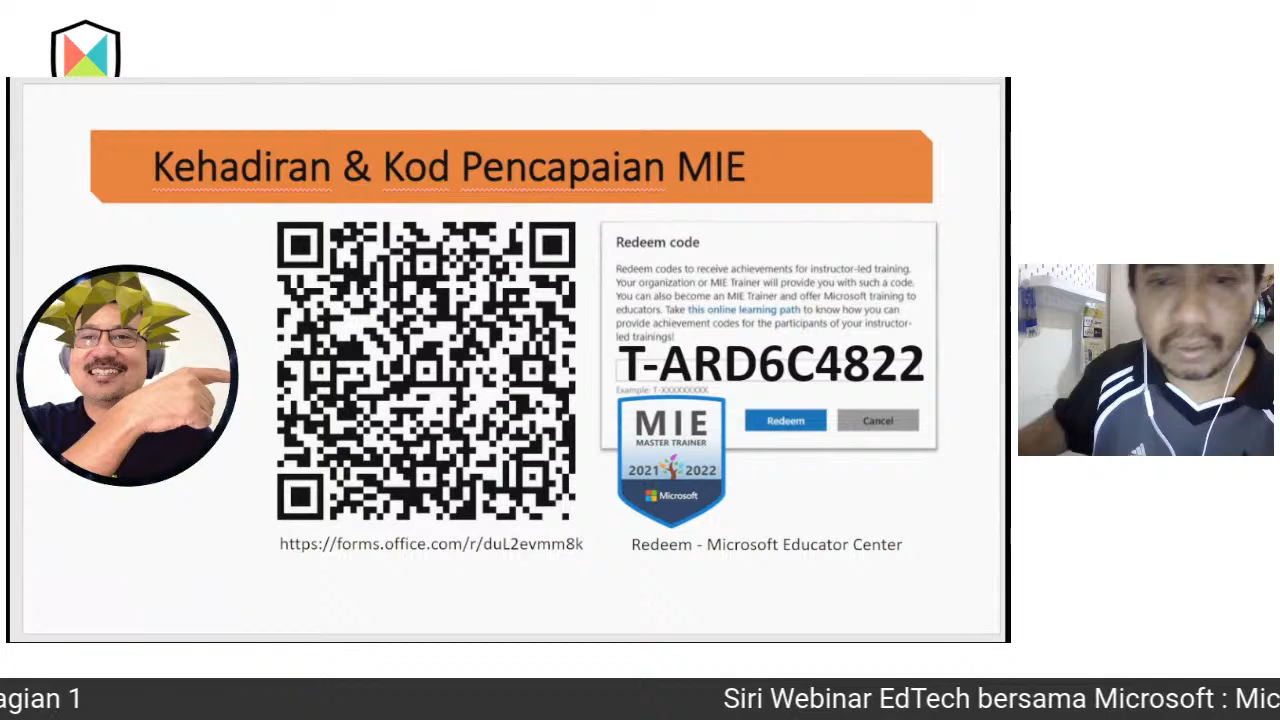 Kehadiran & Kod Pencapaian MIE
Redeem code
Redeem codes to receive achievements for instructor-led training.
Your organization or MIE Trainer will provide you with such a code.
You can also become an MIE Trainer and offer Microsoft training to
educators. Take this online learning path to know how you can
provide achievement codes for the participants of your instructor-
led trainings!
T-ARD6C4822
Example: T-XXXXXXXXX
Redeem
Cancel
MIE
MASTER TRAINER
2021 2022
Microsoft
https://forms.office.com/r/duL2evmm8k
Redeem - Microsoft Educator Center
agian 1
Siri Webinar EdTech bersama Microsoft : Mic